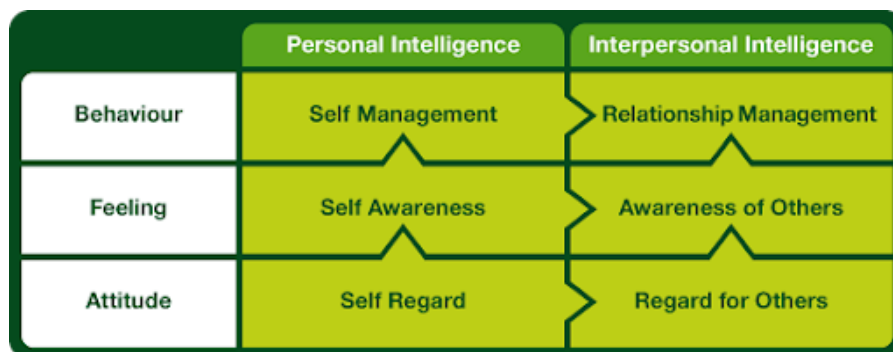 Personal Intelligence Interpersonal Intelligence
Behaviour Self Management Relationship Management
Feeling Self Awareness Awareness of Others
Attitude Self Regard Regard for Others